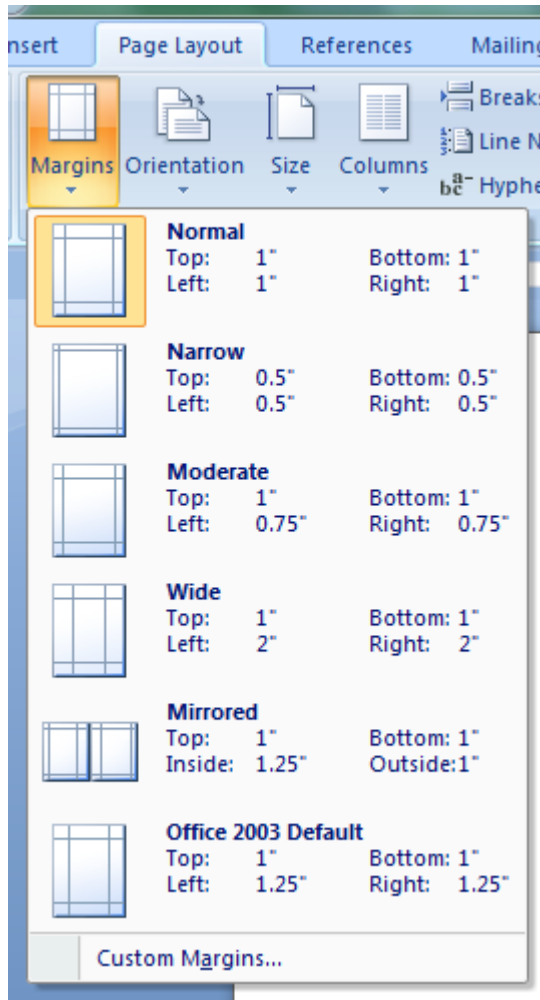 nsert Page Layout References Mailing
Margins Orientation Size Columns
Breaks
Line N
Hyphe
Normal
Top: 1" Bottom: 1"
Left: 1" Right: 1"
Narrow
Top: 0.5" Bottom: 0.5"
Left: 0.5" Right: 0.5"
Moderate
Top: 1" Bottom: 1"
Left: 0.75" Right: 0.75"
Wide
Top: 1" Bottom: 1"
Left: 2" Right: 2"
Mirrored
Top: 1" Bottom: 1"
Inside: 1.25" Outside:1"
Office 2003 Default
Top: 1" Bottom: 1"
Left: 1.25" Right: 1.25"
Custom Margins...